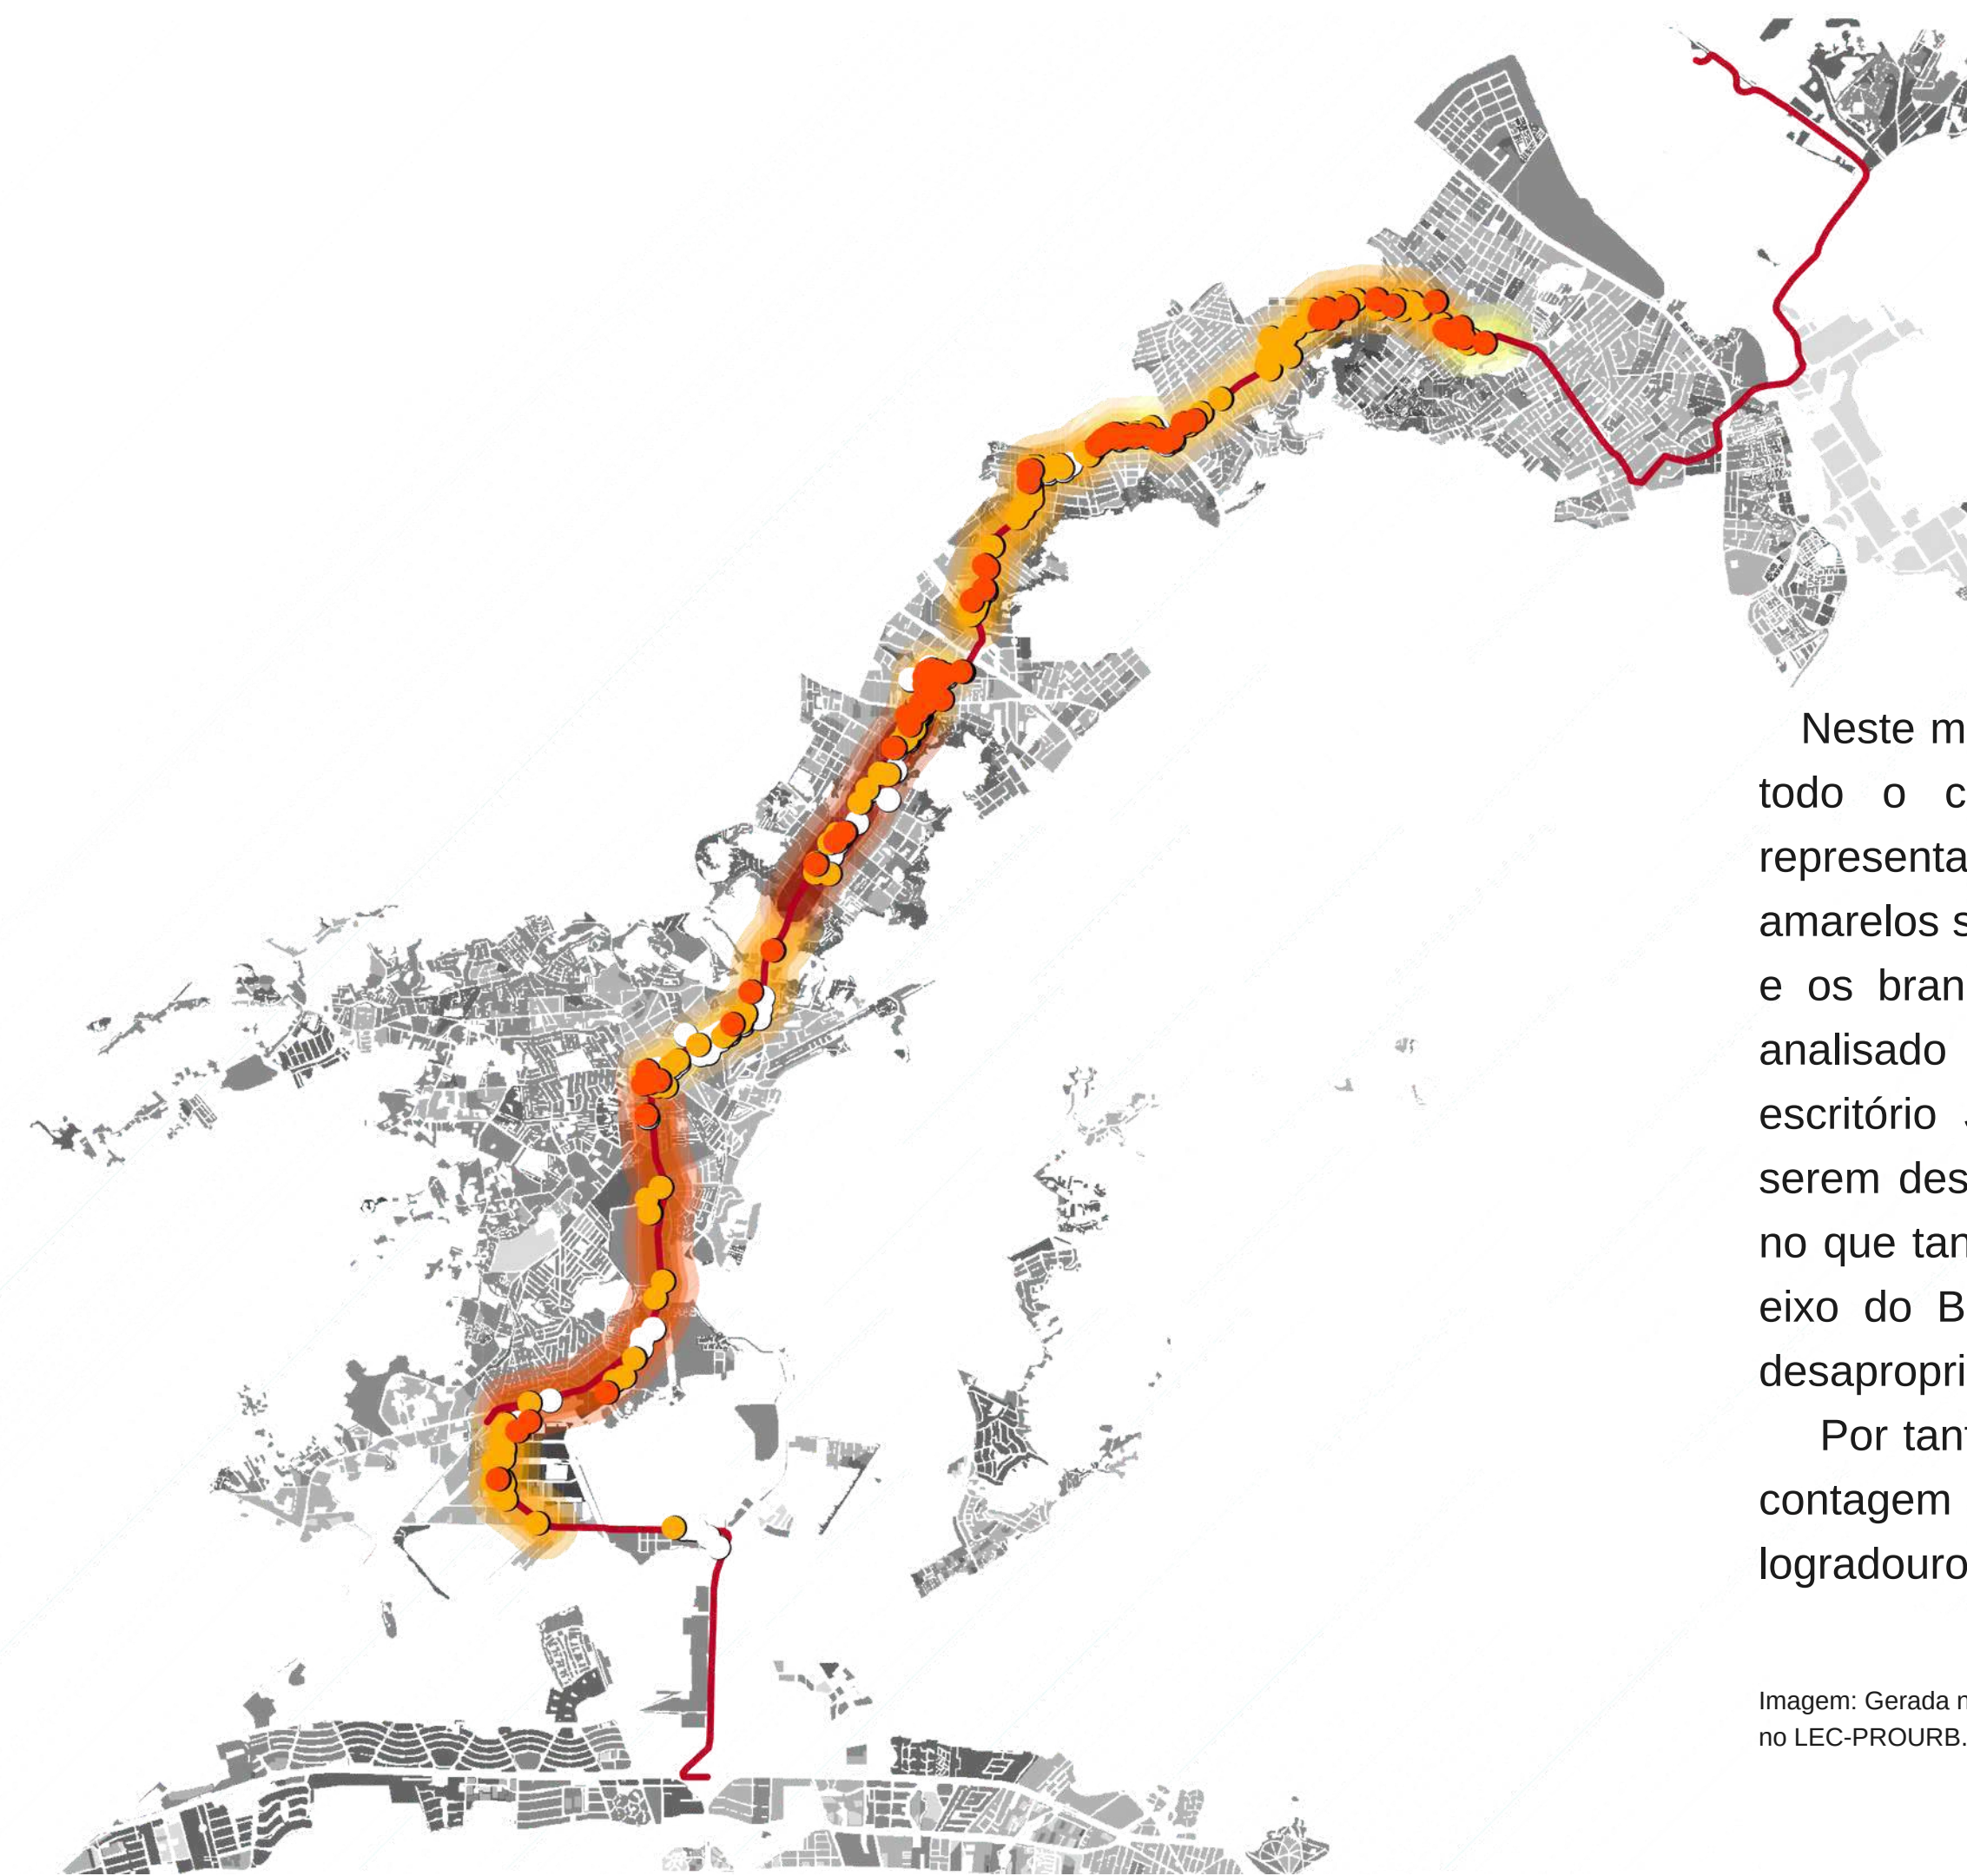 Neste m
todo o c
representa
amarelos s
e os bran
analisado
escritório
serem des
no que tan
eixo do B
desapropri
Por tant
contagem
logradouro
Imagem: Gerada n
no LEC-PROURB.